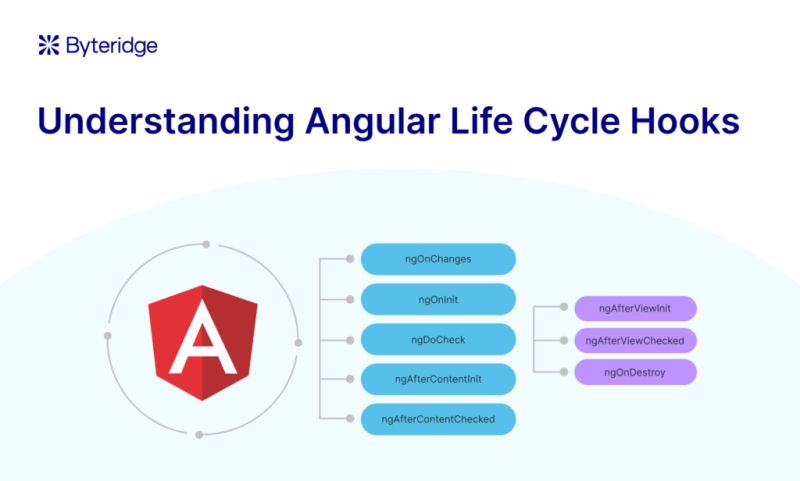 Byteridge
Understanding Angular Life Cycle Hooks
A
ngOnChanges
ngOnInit
ngDoCheck
ngAfterContentInit
ngAfterContentChecked
ngAfterViewInit
ngAfterViewChecked
ngOnDestroy